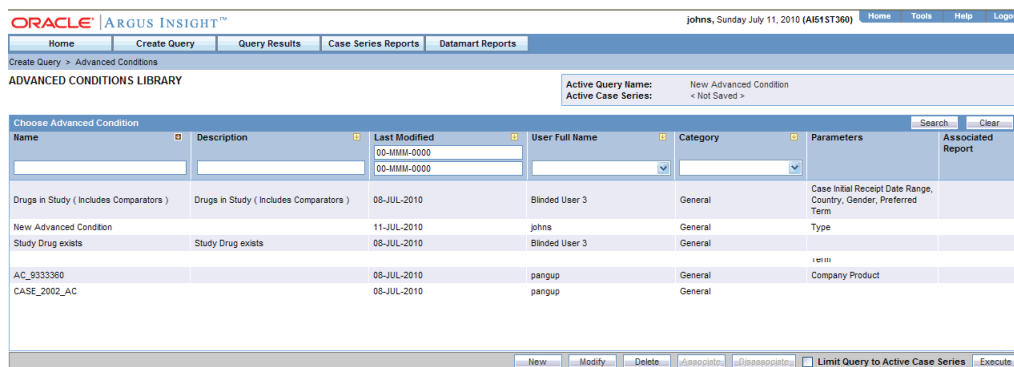 ORACLE® | ARGUS INSIGHT™
johns, Sunday July 11, 2010 (AI51ST360) Home Tools Help Logo
Home Create Query Query Results Case Series Reports Datamart Reports
Create Query > Advanced Conditions
ADVANCED CONDITIONS LIBRARY
Active Query Name: New Advanced Condition
Active Case Series: < Not Saved >
Choose Advanced Condition Search Clear
Name Description Last Modified User Full Name Category Parameters Associated Report
00-MMM-0000
00-MMM-0000
Drugs in Study ( Includes Comparators ) Drugs in Study ( Includes Comparators ) 08-JUL-2010 Blinded User 3 General Case Initial Receipt Date Range, Country, Gender, Preferred Term
New Advanced Condition 11-JUL-2010 johns General Type
Study Drug exists Study Drug exists 08-JUL-2010 Blinded User 3 General
Term
AC_9333360 08-JUL-2010 pangup General Company Product
CASE_2002_AC 08-JUL-2010 pangup General
New Modify Delete Associate Disassociate Limit Query to Active Case Series Execute